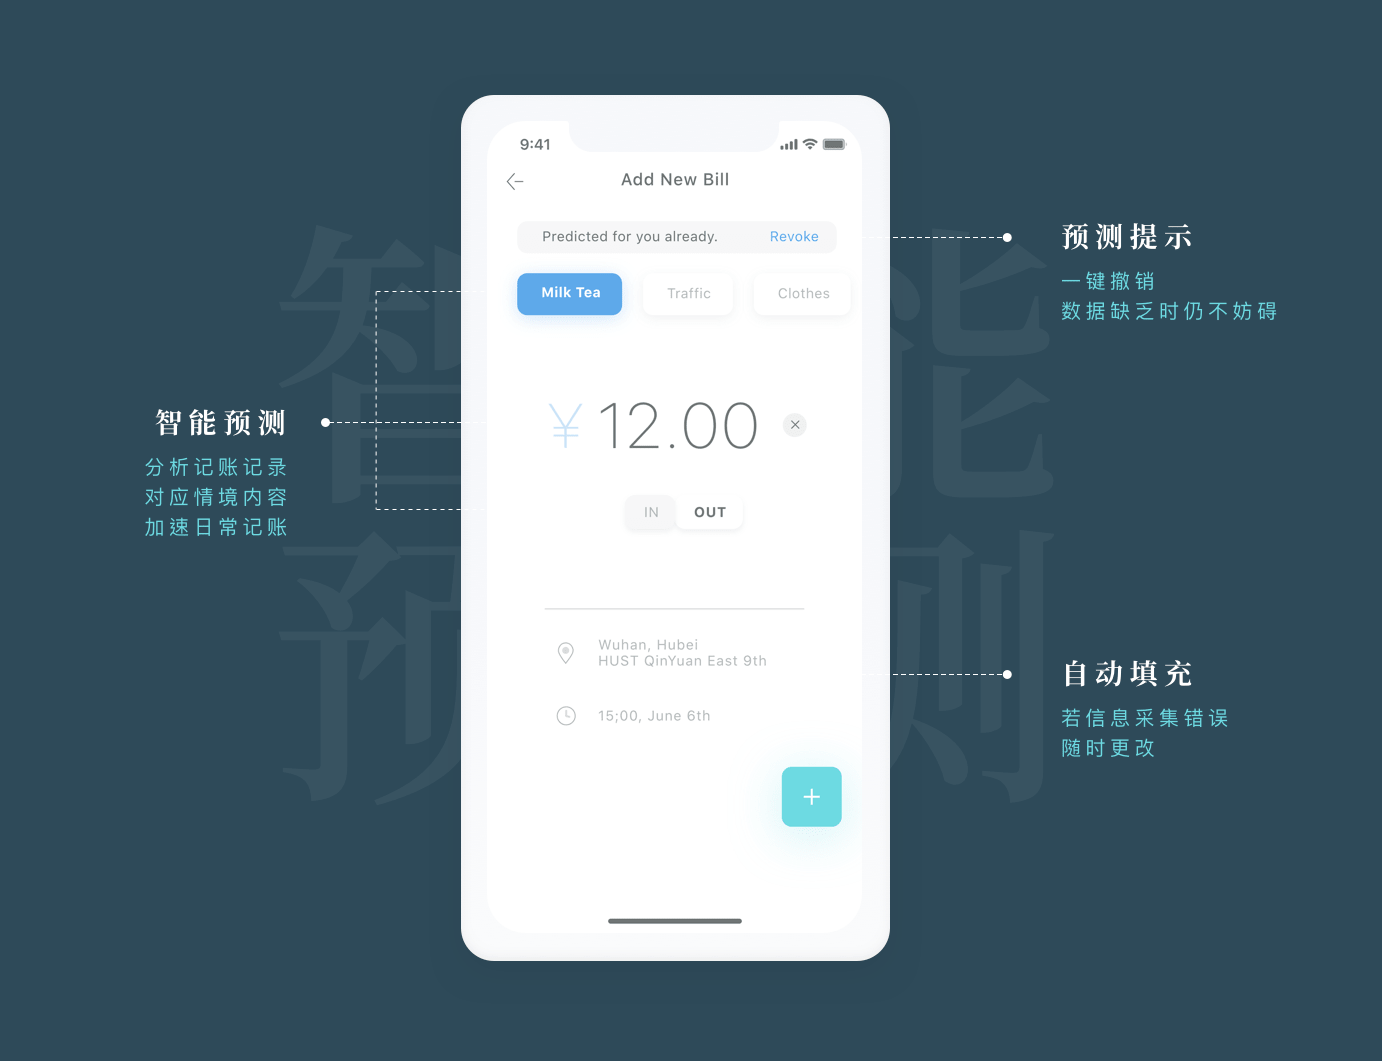 智能
预测
9:41
Add New Bill
Predicted for you already. Revoke
Milk Tea Traffic Clothes
¥ 12.00
IN OUT
Wuhan, Hubei
HUST QinYuan East 9th
15;00, June 6th
智能预测
分析记账记录
对应情境内容
加速日常记账
预测提示
一键撤销
数据缺乏时仍不妨碍
自动填充
若信息采集错误
随时更改